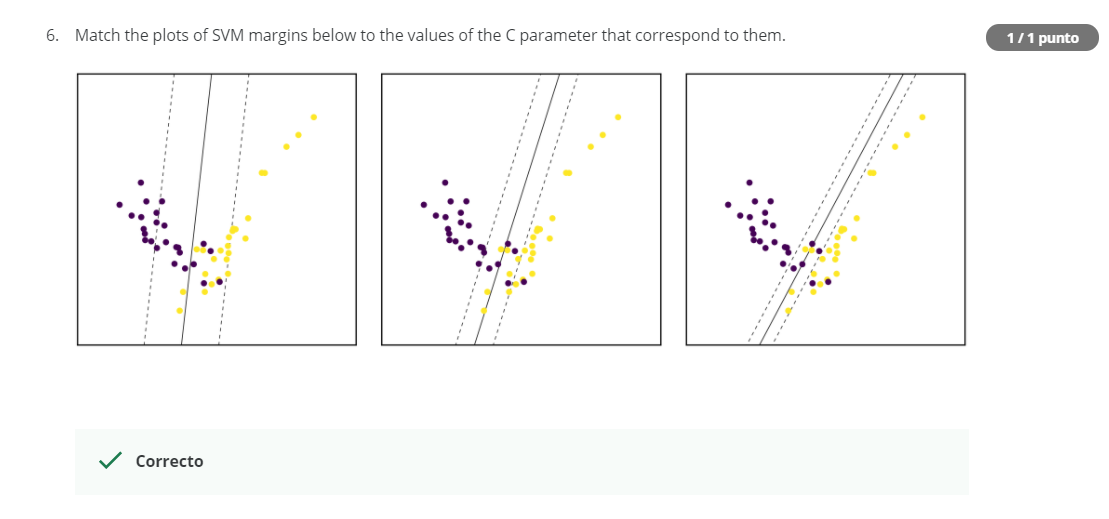 6. Match the plots of SVM margins below to the values of the C parameter that correspond to them.
1 / 1 punto
Correcto